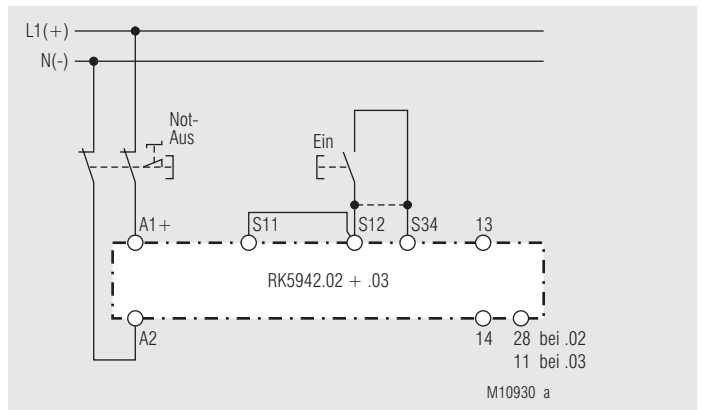 L1(+)
N(-)
Not-
Aus
Ein
A1+ S11 S12 S34 13
RK5942.02 + .03
A2 14 28 bei .02
11 bei .03
M10930 a